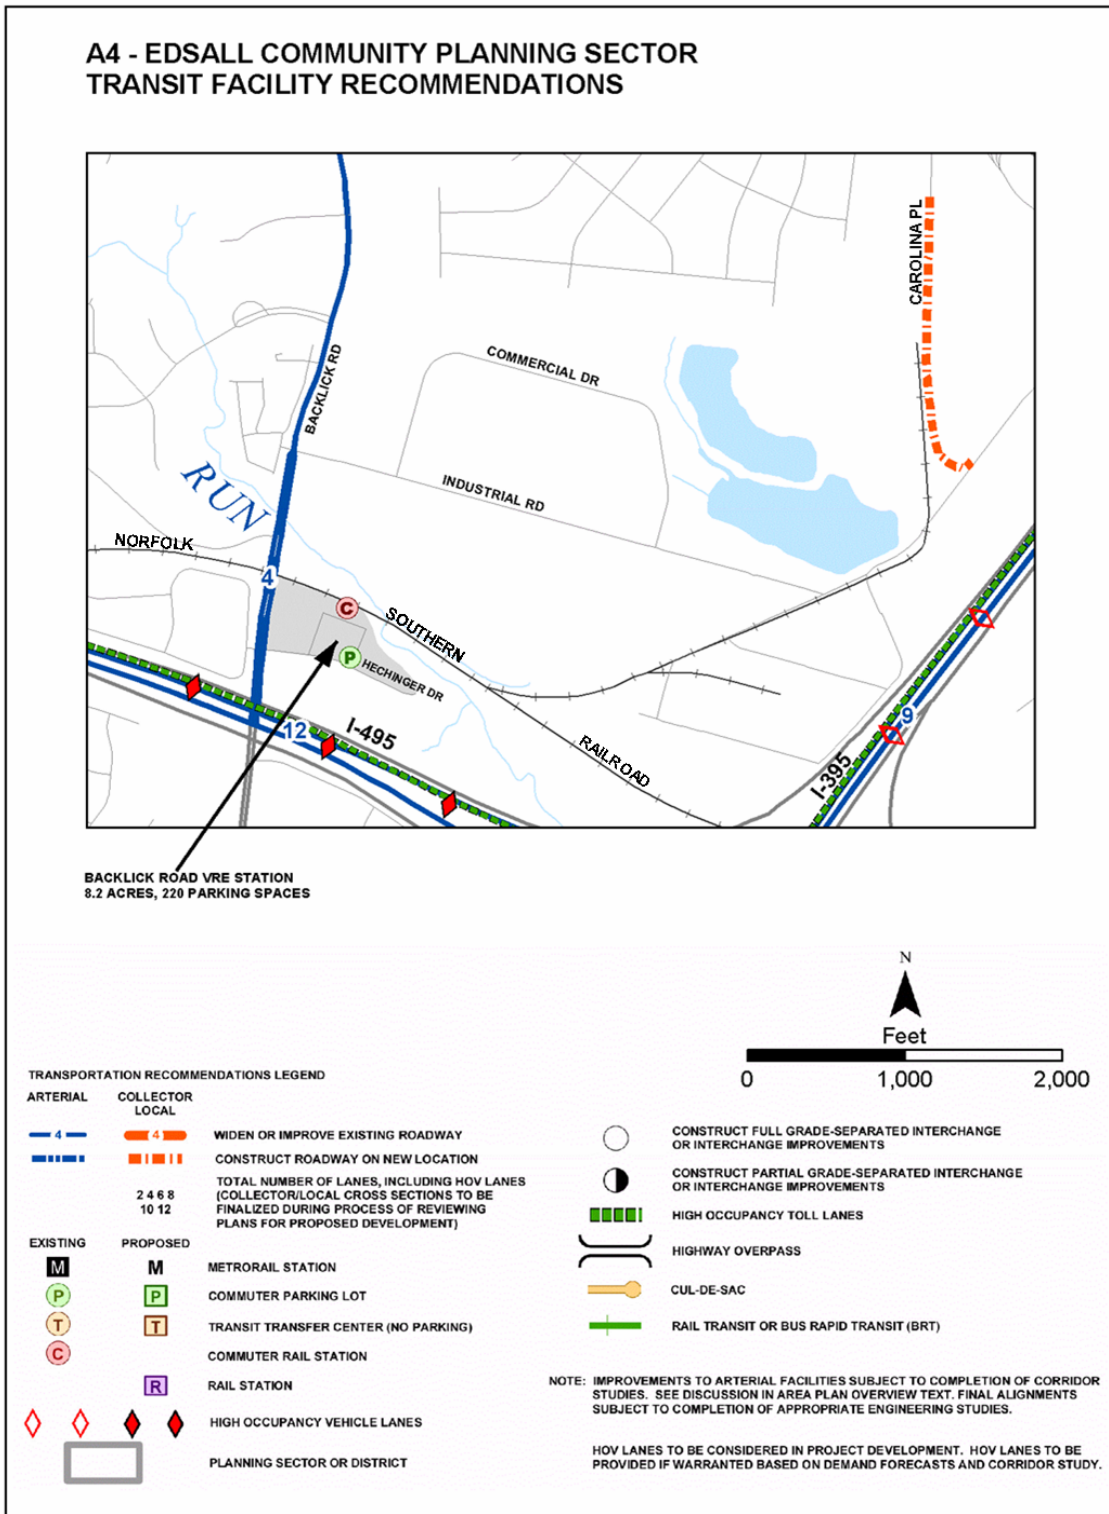 A4 - EDSALL COMMUNITY PLANNING SECTOR
TRANSIT FACILITY RECOMMENDATIONS
CAROLINA PL
COMMERCIAL DR
BACKLICK RD
RUN
INDUSTRIAL RD
NORFOLK
4
C
SOUTHERN
P
HECHINGER DR
12
I-495
9
RAILROAD
I-395
BACKLICK ROAD VRE STATION
8.2 ACRES, 220 PARKING SPACES
N
Feet
0 1,000 2,000
TRANSPORTATION RECOMMENDATIONS LEGEND
ARTERIAL COLLECTOR
LOCAL
4 4 WIDEN OR IMPROVE EXISTING ROADWAY
CONSTRUCT ROADWAY ON NEW LOCATION
2 4 6 8
10 12
TOTAL NUMBER OF LANES, INCLUDING HOV LANES
(COLLECTOR/LOCAL CROSS SECTIONS TO BE
FINALIZED DURING PROCESS OF REVIEWING
PLANS FOR PROPOSED DEVELOPMENT)
EXISTING PROPOSED
M M METRORAIL STATION
P P COMMUTER PARKING LOT
T T TRANSIT TRANSFER CENTER (NO PARKING)
C COMMUTER RAIL STATION
R RAIL STATION
HIGH OCCUPANCY VEHICLE LANES
PLANNING SECTOR OR DISTRICT
CONSTRUCT FULL GRADE-SEPARATED INTERCHANGE
OR INTERCHANGE IMPROVEMENTS
CONSTRUCT PARTIAL GRADE-SEPARATED INTERCHANGE
OR INTERCHANGE IMPROVEMENTS
HIGH OCCUPANCY TOLL LANES
HIGHWAY OVERPASS
CUL-DE-SAC
RAIL TRANSIT OR BUS RAPID TRANSIT (BRT)
NOTE: IMPROVEMENTS TO ARTERIAL FACILITIES SUBJECT TO COMPLETION OF CORRIDOR
STUDIES. SEE DISCUSSION IN AREA PLAN OVERVIEW TEXT. FINAL ALIGNMENTS
SUBJECT TO COMPLETION OF APPROPRIATE ENGINEERING STUDIES.
HOV LANES TO BE CONSIDERED IN PROJECT DEVELOPMENT. HOV LANES TO BE
PROVIDED IF WARRANTED BASED ON DEMAND FORECASTS AND CORRIDOR STUDY.